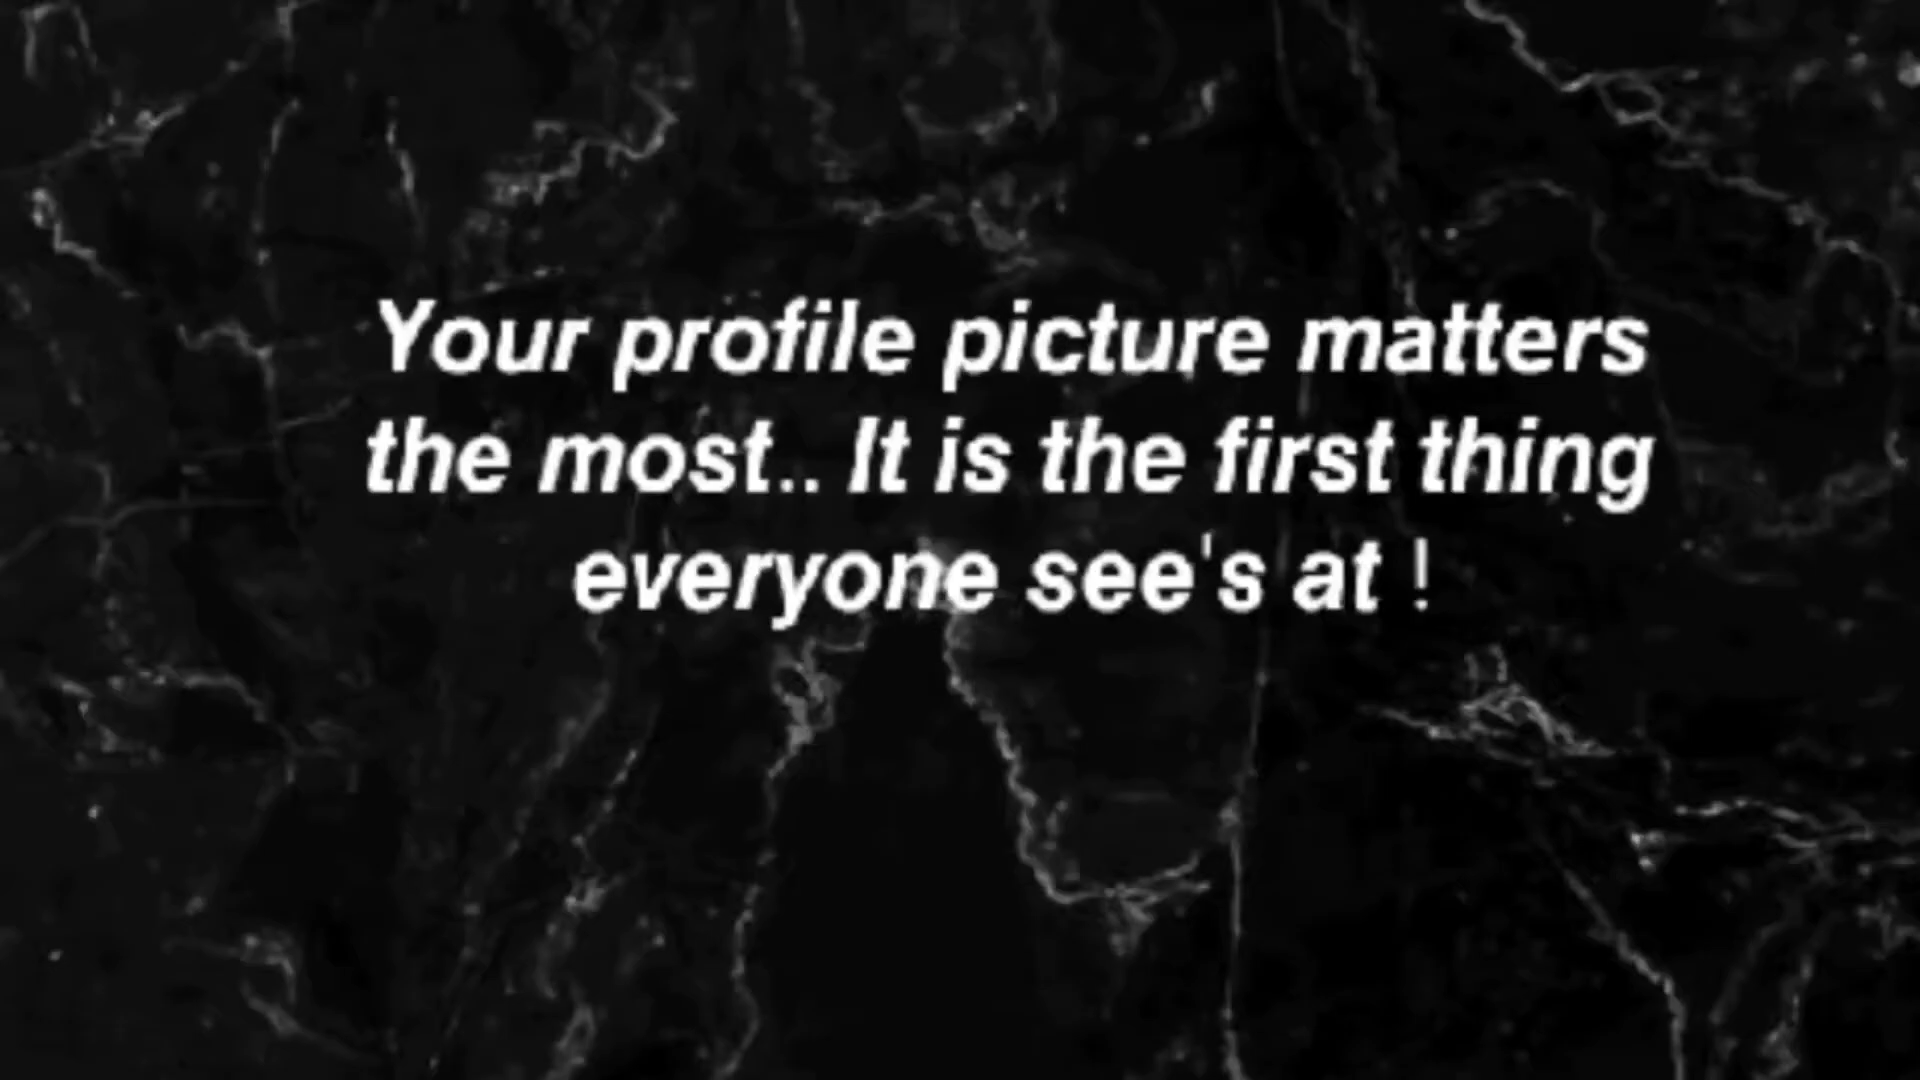 Your profile picture matters
the most.. It is the first thing
everyone see's at !